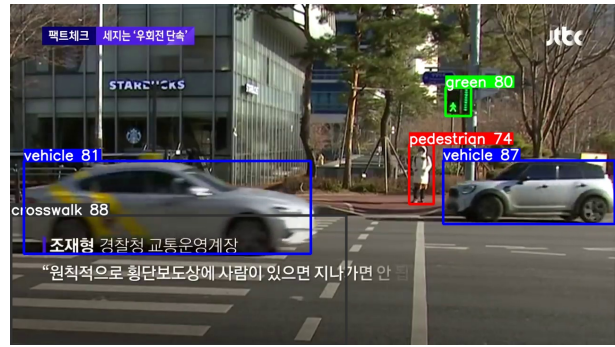 팩트체크 세지는 '우회전 단속'
jtbc
green 80
STARBUCKS
pedestrian 74
vehicle 81
vehicle 87
crosswalk 88
조재형 경찰청 교통운영계장
“원칙적으로 횡단보도상에 사람이 있으면 지나가면 안